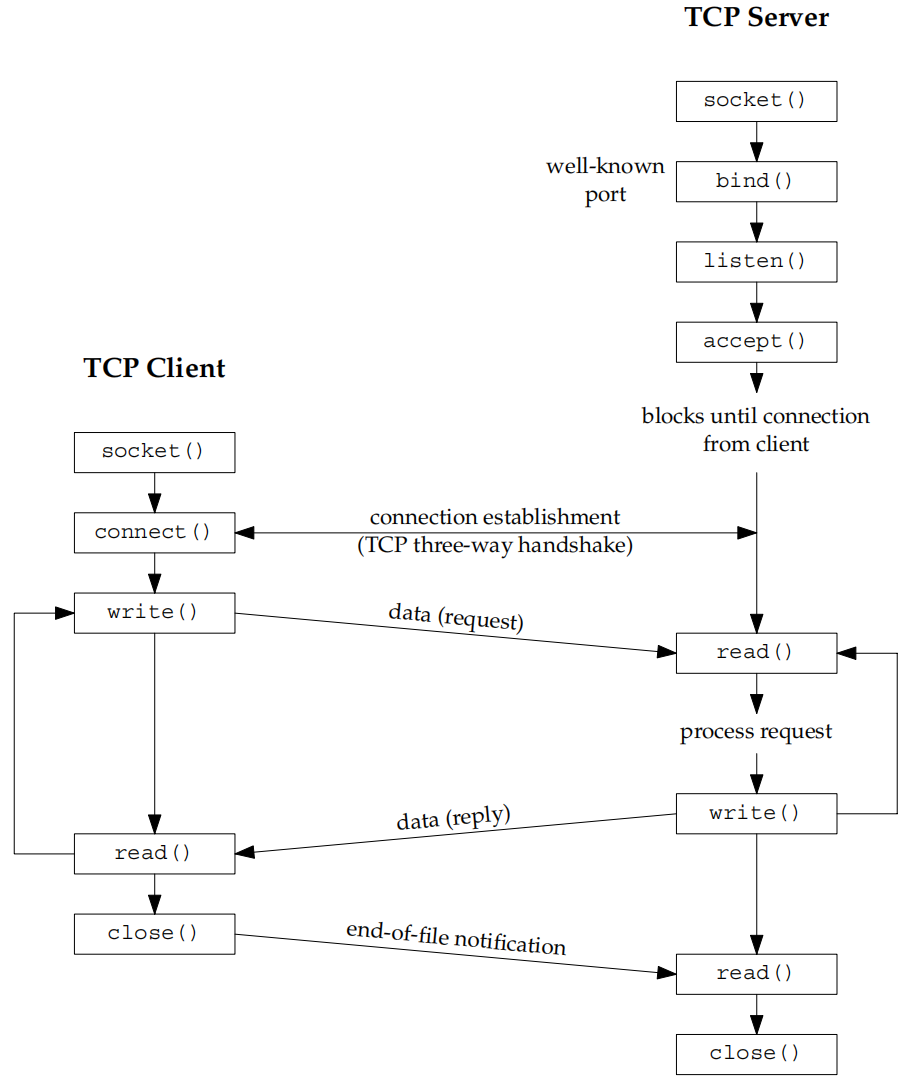 TCP Server
socket()
well-known
port
bind()
listen()
accept()
blocks until connection
from client
TCP Client
socket()
connect()
connection establishment
(TCP three-way handshake)
write()
data (request)
read()
process request
write()
data (reply)
read()
close()
end-of-file notification
read()
close()